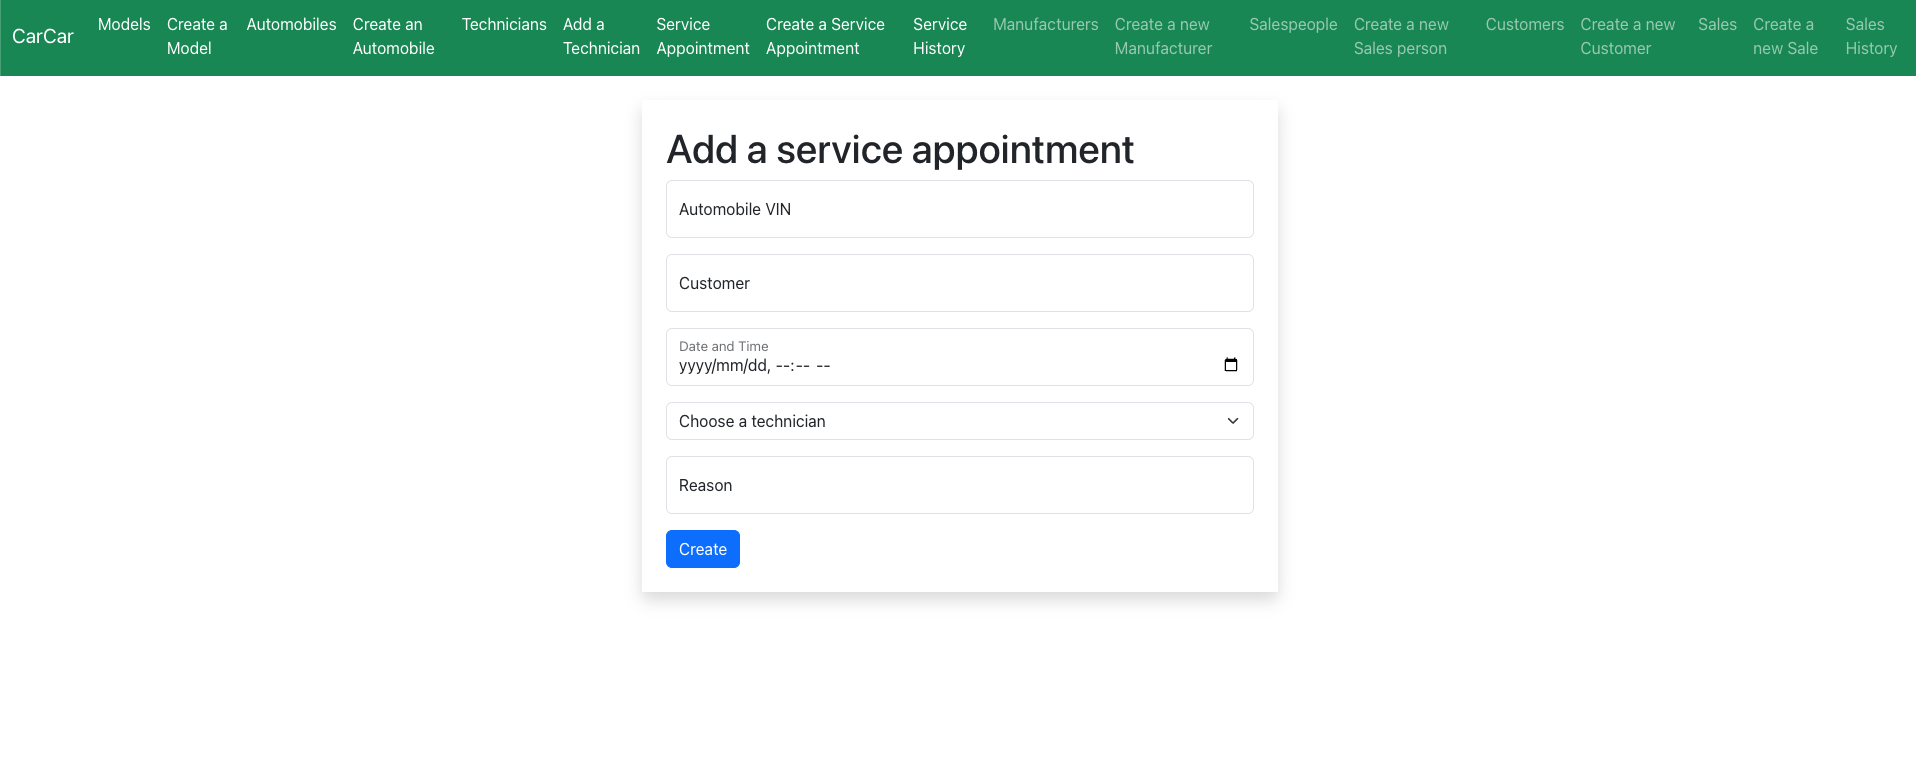 CarCar
Models
Create a
Model
Automobiles
Create an
Automobile
Technicians
Add a
Technician
Service
Appointment
Create a Service
Appointment
Service
History
Manufacturers
Create a new
Manufacturer
Salespeople
Create a new
Sales person
Customers
Create a new
Customer
Sales
Create a
new Sale
Sales
History
Add a service appointment
Automobile VIN
Customer
Date and Time
yyyy/mm/dd, --:-- --
Choose a technician
Reason
Create